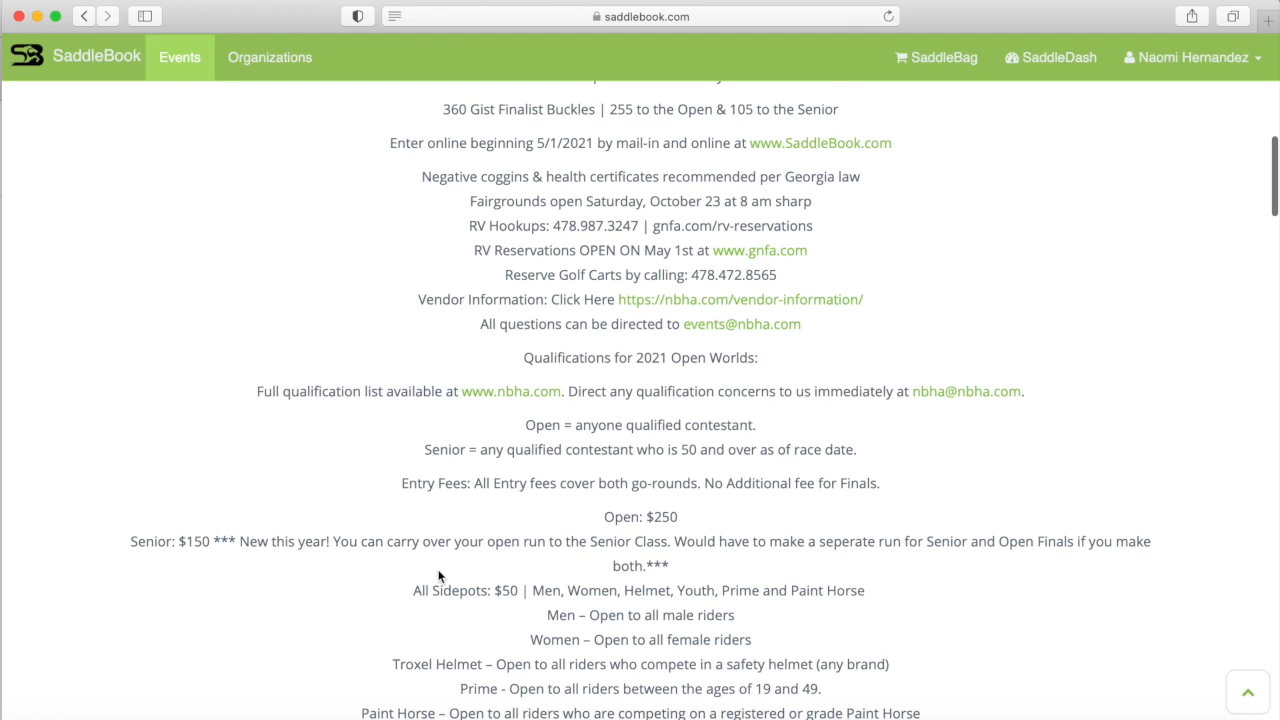 saddlebook.com
SaddleBook
Events
Organizations
SaddleBag
SaddleDash
Naomi Hernandez
360 Gist Finalist Buckles | 255 to the Open & 105 to the Senior
Enter online beginning 5/1/2021 by mail-in and online at www.SaddleBook.com
Negative coggins & health certificates recommended per Georgia law
Fairgrounds open Saturday, October 23 at 8 am sharp
RV Hookups: 478.987.3247 | gnfa.com/rv-reservations
RV Reservations OPEN ON May 1st at www.gnfa.com
Reserve Golf Carts by calling: 478.472.8565
Vendor Information: Click Here https://nbha.com/vendor-information/
All questions can be directed to events@nbha.com
Qualifications for 2021 Open Worlds:
Full qualification list available at www.nbha.com. Direct any qualification concerns to us immediately at nbha@nbha.com.
Open = anyone qualified contestant.
Senior = any qualified contestant who is 50 and over as of race date.
Entry Fees: All Entry fees cover both go-rounds. No Additional fee for Finals.
Open: $250
Senior: $150 *** New this year! You can carry over your open run to the Senior Class. Would have to make a seperate run for Senior and Open Finals if you make
both.***
All Sidepots: $50 | Men, Women, Helmet, Youth, Prime and Paint Horse
Men – Open to all male riders
Women – Open to all female riders
Troxel Helmet – Open to all riders who compete in a safety helmet (any brand)
Prime - Open to all riders between the ages of 19 and 49.
Paint Horse – Open to all riders who are competing on a registered or grade Paint Horse